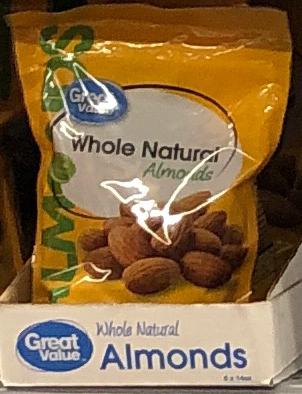 ALMONDS
Great
Value
Whole Natural
Almonds
Great
Value
Whole Natural
Almonds
6 x 14oz